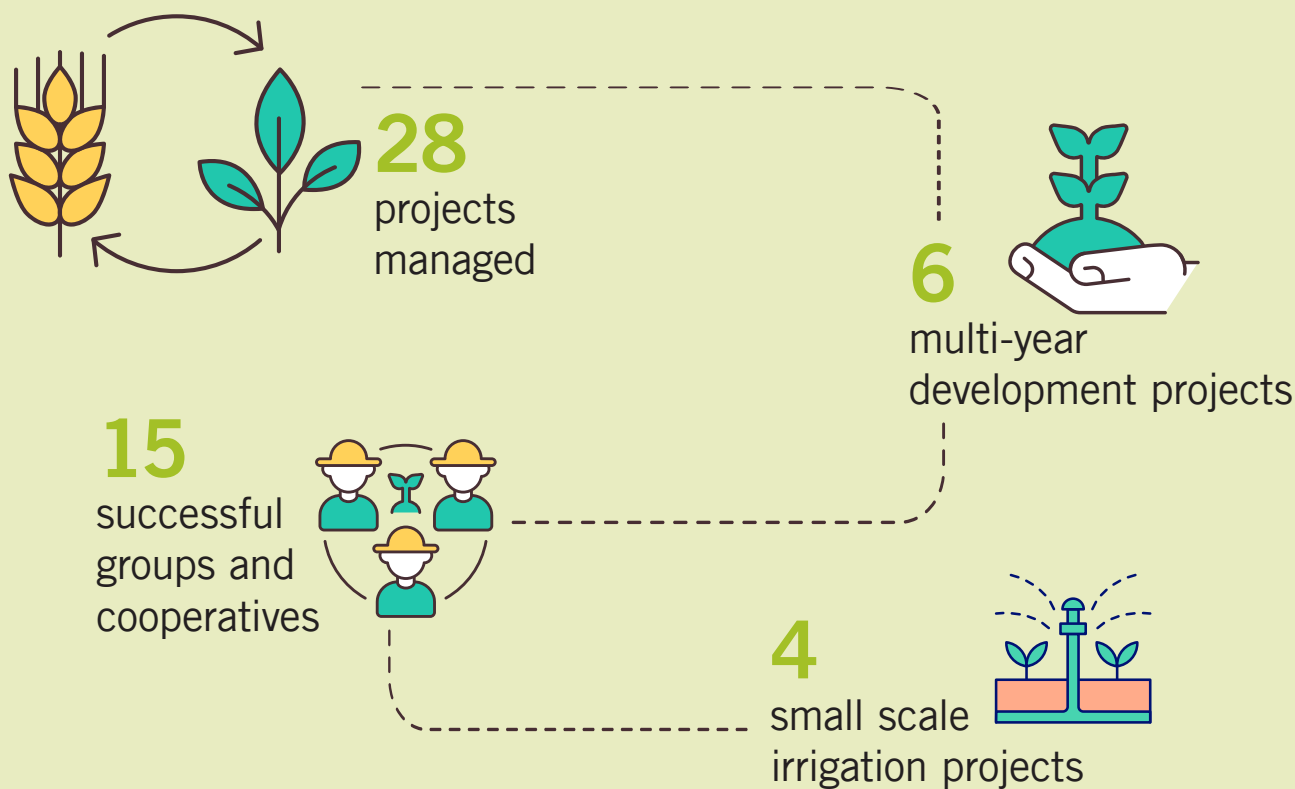 28
projects
managed
6
multi-year
development projects
15
successful
groups and
cooperatives
4
small scale
irrigation projects